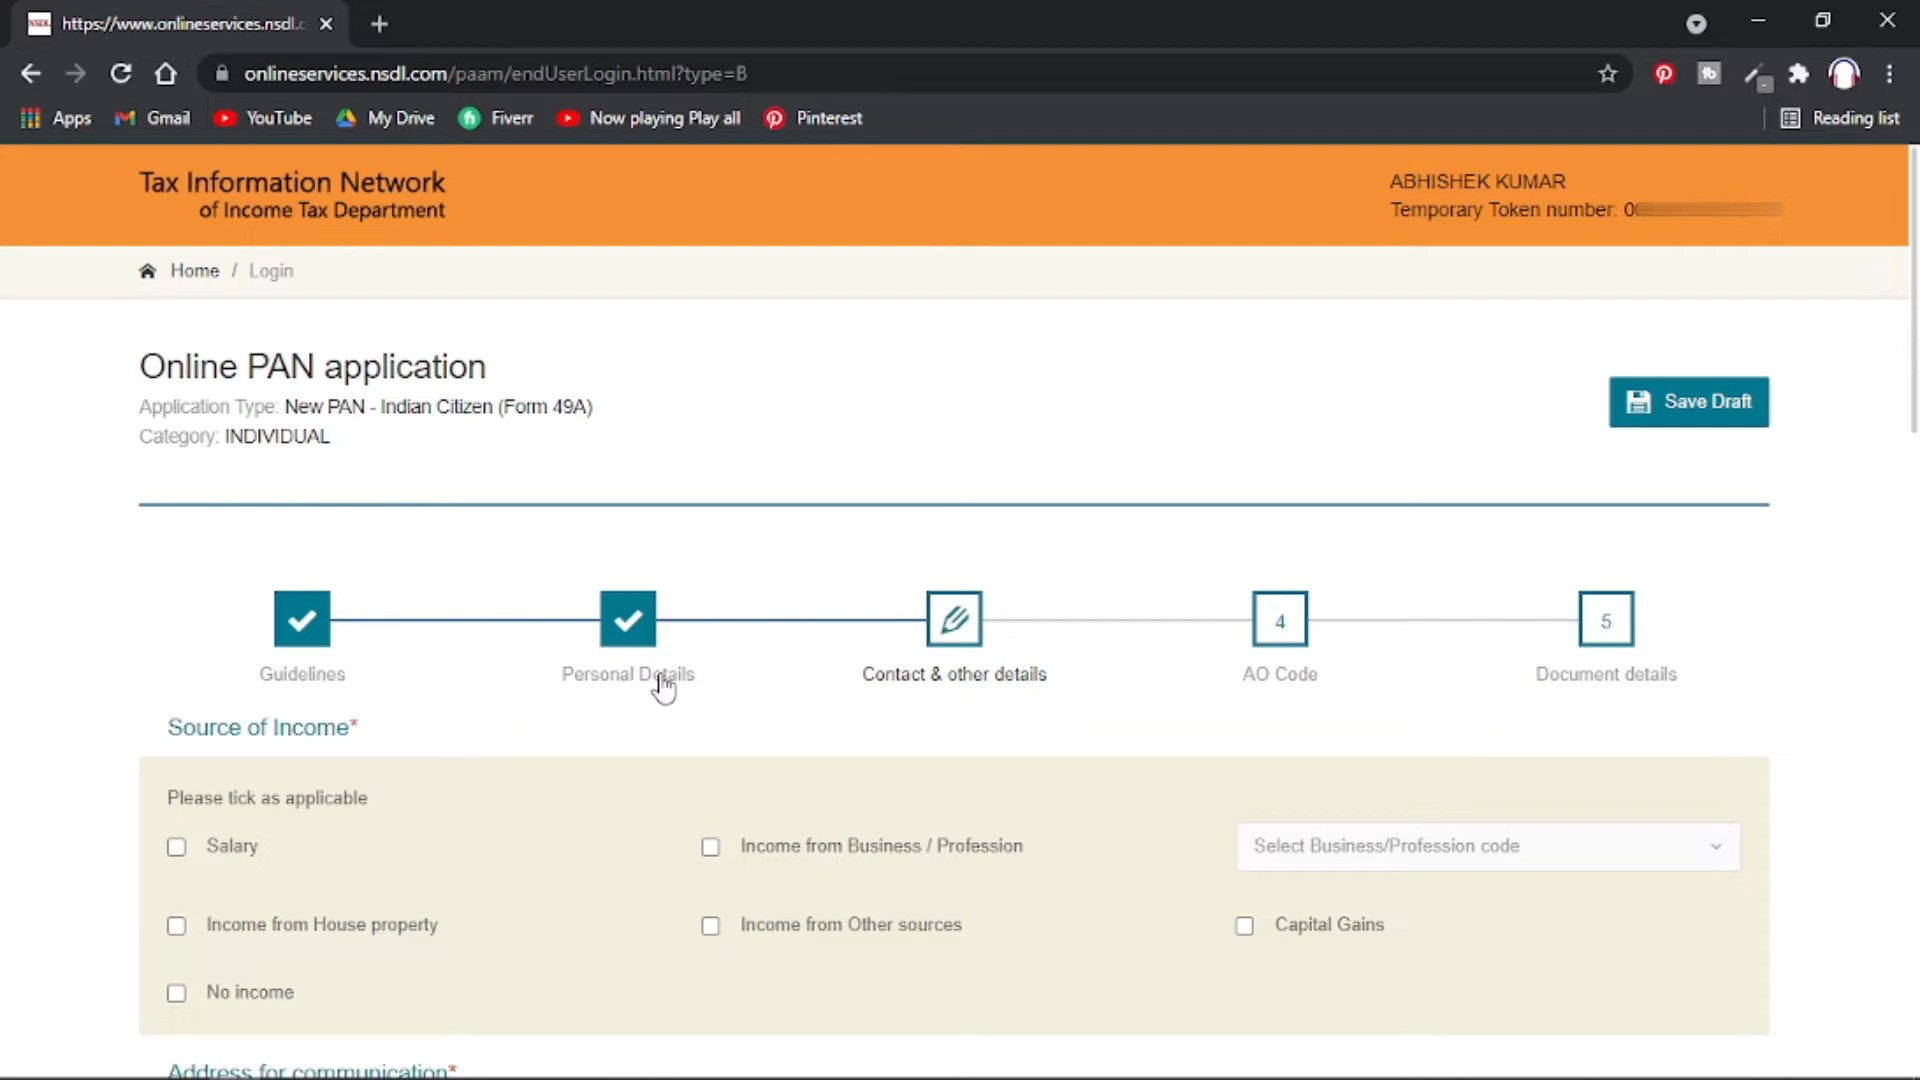 NSDL https://www.onlineservices.nsdl.c
onlineservices.nsdl.com/paam/endUserLogin.html?type=B
Apps Gmail YouTube My Drive Fiverr Now playing Play all Pinterest Reading list
Tax Information Network
of Income Tax Department
ABHISHEK KUMAR
Temporary Token number: 0
Home / Login
Online PAN application
Application Type: New PAN - Indian Citizen (Form 49A)
Category: INDIVIDUAL
Save Draft
4 5
Guidelines Personal Details Contact & other details AO Code Document details
Source of Income*
Please tick as applicable
Salary Income from Business / Profession Select Business/Profession code
Income from House property Income from Other sources Capital Gains
No income
Address for communication*